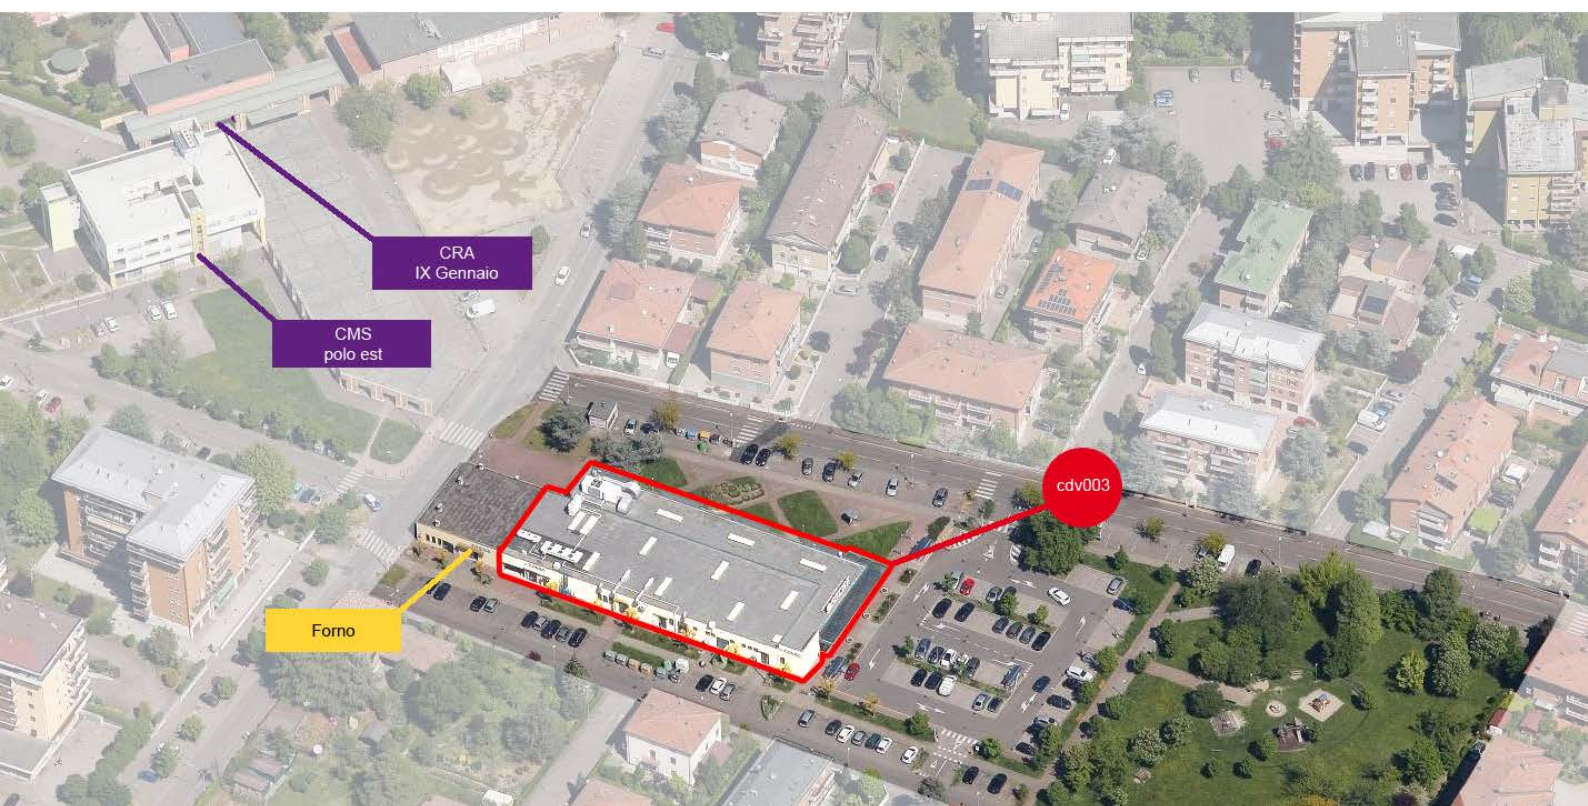 CRA
IX Gennaio
CMS
polo est
cdv003
Forno